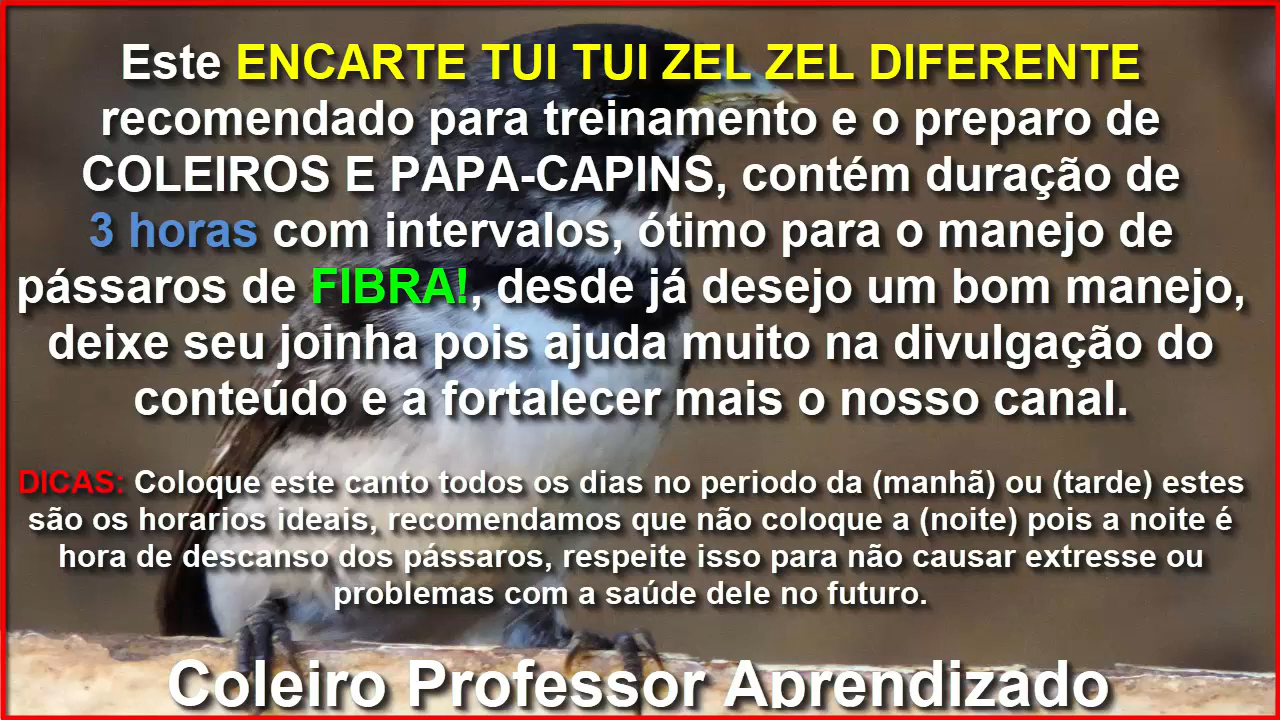 Este ENCARTE TUI TUI ZEL ZEL DIFERENTE
recomendado para treinamento e o preparo de
COLEIROS E PAPA-CAPINS, contém duração de
3 horas com intervalos, ótimo para o manejo de
pássaros de FIBRA!, desde já desejo um bom manejo,
deixe seu joinha pois ajuda muito na divulgação do
conteúdo e a fortalecer mais o nosso canal.
DICAS: Coloque este canto todos os dias no periodo da (manhã) ou (tarde) estes
são os horarios ideais, recomendamos que não coloque a (noite) pois a noite é
hora de descanso dos pássaros, respeite isso para não causar extresse ou
problemas com a saúde dele no futuro.
Coleiro Professor Aprendizado